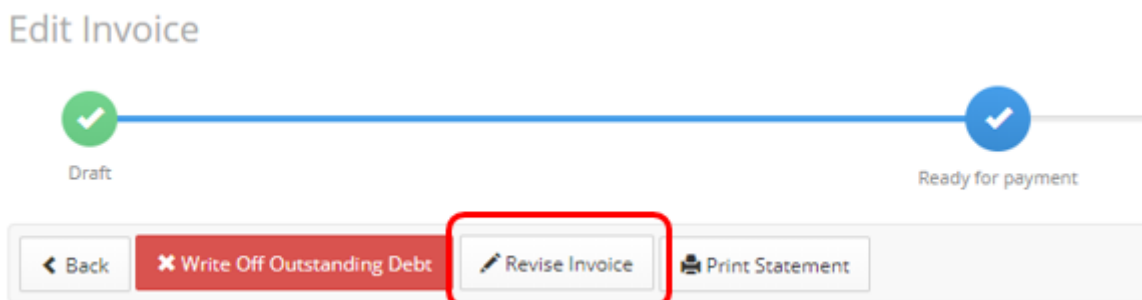 Edit Invoice
Draft
Ready for payment
Back
Write Off Outstanding Debt
Revise Invoice
Print Statement